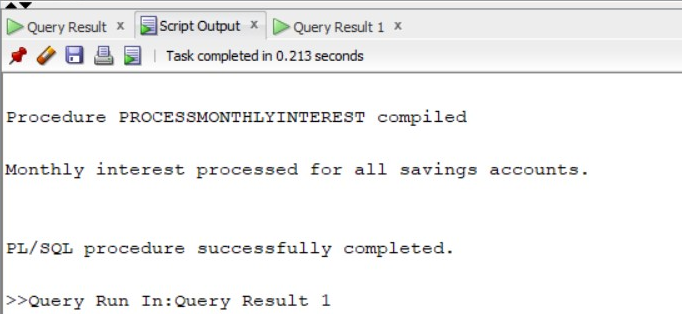 Query Result x Script Output x Query Result 1 x
Task completed in 0.213 seconds
Procedure PROCESSMONTHLYINTEREST compiled
Monthly interest processed for all savings accounts.
PL/SQL procedure successfully completed.
>>Query Run In:Query Result 1